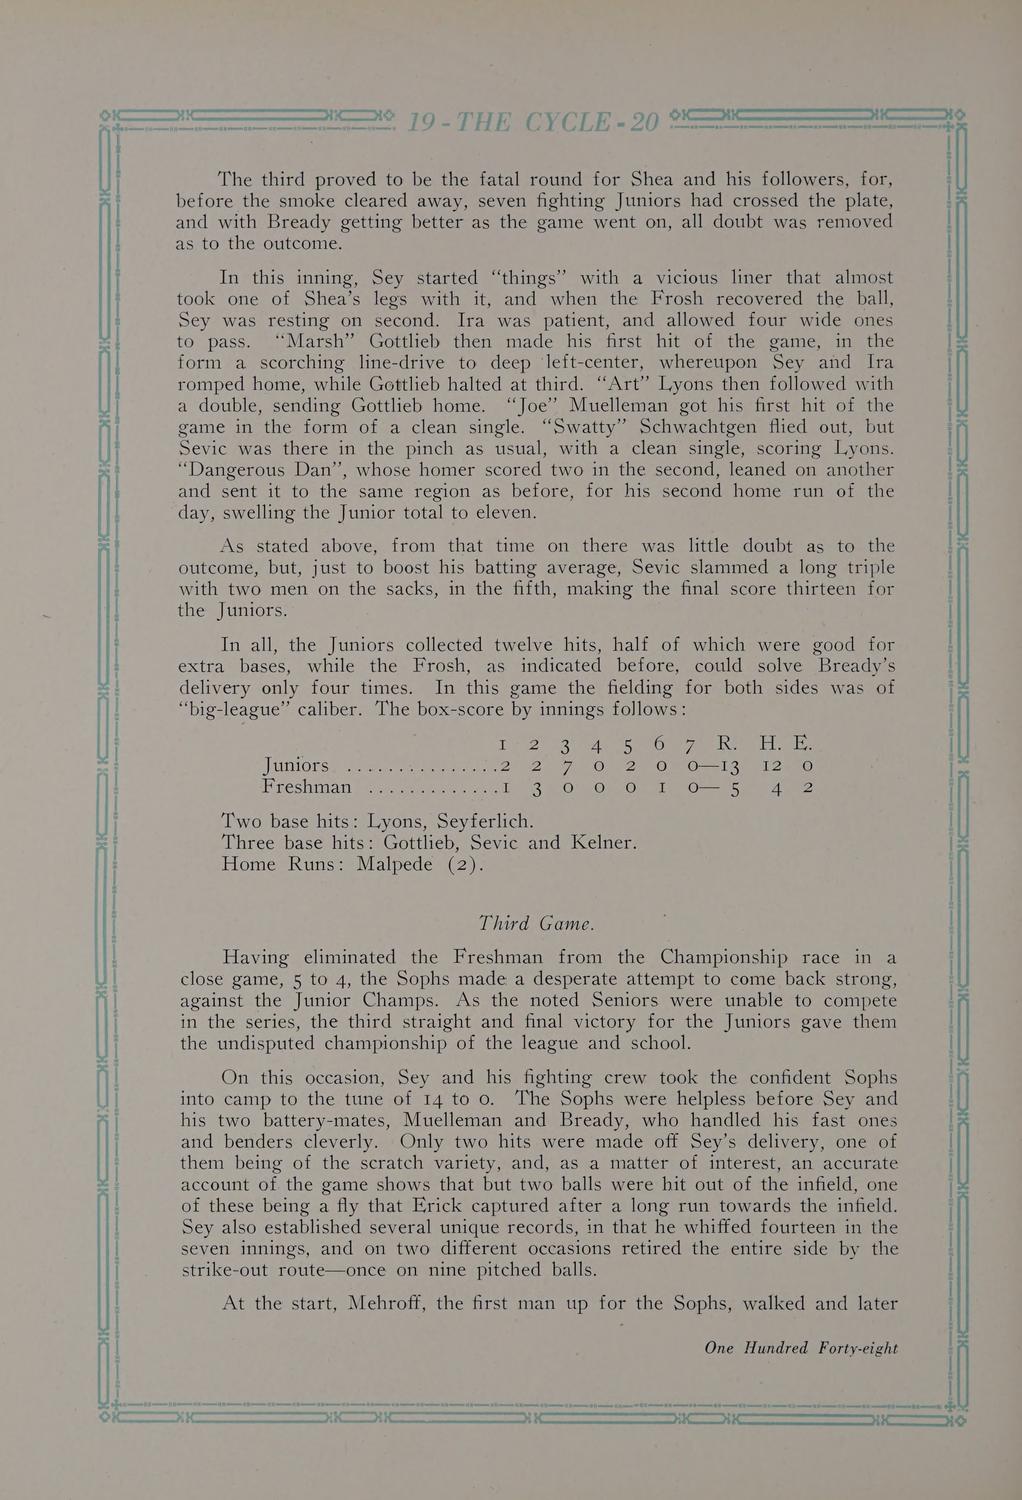 19-THE CYCLE-20
The third proved to be the fatal round for Shea and his followers, for,
before the smoke cleared away, seven fighting Juniors had crossed the plate,
and with Bready getting better as the game went on, all doubt was removed
as to the outcome.
In this inning, Sey started “things” with a vicious liner that almost
took one of Shea’s legs with it, and when the Frosh recovered the ball,
Sey was resting on second. Ira was patient, and allowed four wide ones
to pass. “Marsh” Gottlieb then made his first hit of the game, in the
form a scorching line-drive to deep left-center, whereupon Sey and Ira
romped home, while Gottlieb halted at third. “Art” Lyons then followed with
a double, sending Gottlieb home. “Joe” Muelleman got his first hit of the
game in the form of a clean single. “Swatty” Schwachtgen flied out, but
Sevic was there in the pinch as usual, with a clean single, scoring Lyons.
“Dangerous Dan”, whose homer scored two in the second, leaned on another
and sent it to the same region as before, for his second home run of the
day, swelling the Junior total to eleven.
As stated above, from that time on there was little doubt as to the
outcome, but, just to boost his batting average, Sevic slammed a long triple
with two men on the sacks, in the fifth, making the final score thirteen for
the Juniors.
In all, the Juniors collected twelve hits, half of which were good for
extra bases, while the Frosh, as indicated before, could solve Bready’s
delivery only four times. In this game the fielding for both sides was of
“big-league” caliber. The box-score by innings follows:
1 2 3 4 5 6 7 R. H. E.
Juniors ................2 2 7 0 2 0 0—13 12 0
Freshman ..............1 3 0 0 0 1 0— 5 4 2
Two base hits: Lyons, Seyferlich.
Three base hits: Gottlieb, Sevic and Kelner.
Home Runs: Malpede (2).
Third Game.
Having eliminated the Freshman from the Championship race in a
close game, 5 to 4, the Sophs made a desperate attempt to come back strong,
against the Junior Champs. As the noted Seniors were unable to compete
in the series, the third straight and final victory for the Juniors gave them
the undisputed championship of the league and school.
On this occasion, Sey and his fighting crew took the confident Sophs
into camp to the tune of 14 to 0. The Sophs were helpless before Sey and
his two battery-mates, Muelleman and Bready, who handled his fast ones
and benders cleverly. Only two hits were made off Sey’s delivery, one of
them being of the scratch variety, and, as a matter of interest, an accurate
account of the game shows that but two balls were hit out of the infield, one
of these being a fly that Erick captured after a long run towards the infield.
Sey also established several unique records, in that he whiffed fourteen in the
seven innings, and on two different occasions retired the entire side by the
strike-out route—once on nine pitched balls.
At the start, Mehroff, the first man up for the Sophs, walked and later
One Hundred Forty-eight